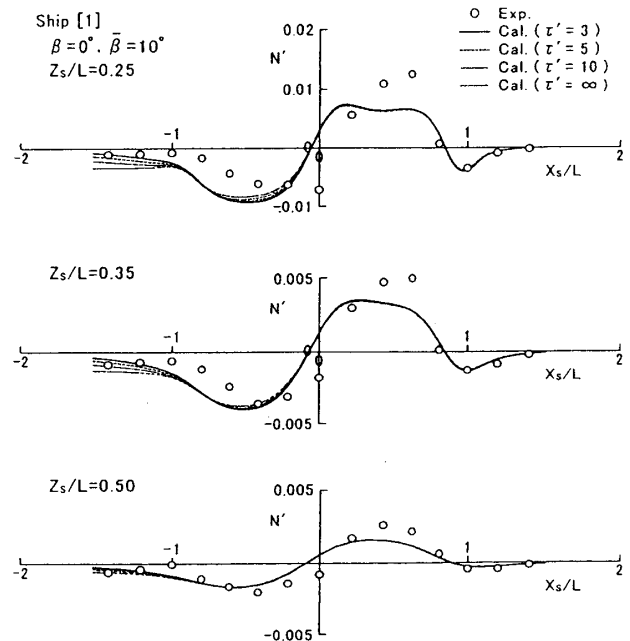 Ship [1]
β=0°, β̄=10°
Zs/L=0.25
Exp.
Cal. (τ′= 3)
Cal. (τ′= 5)
Cal. (τ′= 10)
Cal. (τ′= ∞)
0.02
N′
0.01
-2
-1
1
2
-0.01
Xs/L
Zs/L=0.35
0.005
N′
-2
-1
1
2
-0.005
Xs/L
Zs/L=0.50
0.005
N′
-2
-1
1
2
-0.005
Xs/L